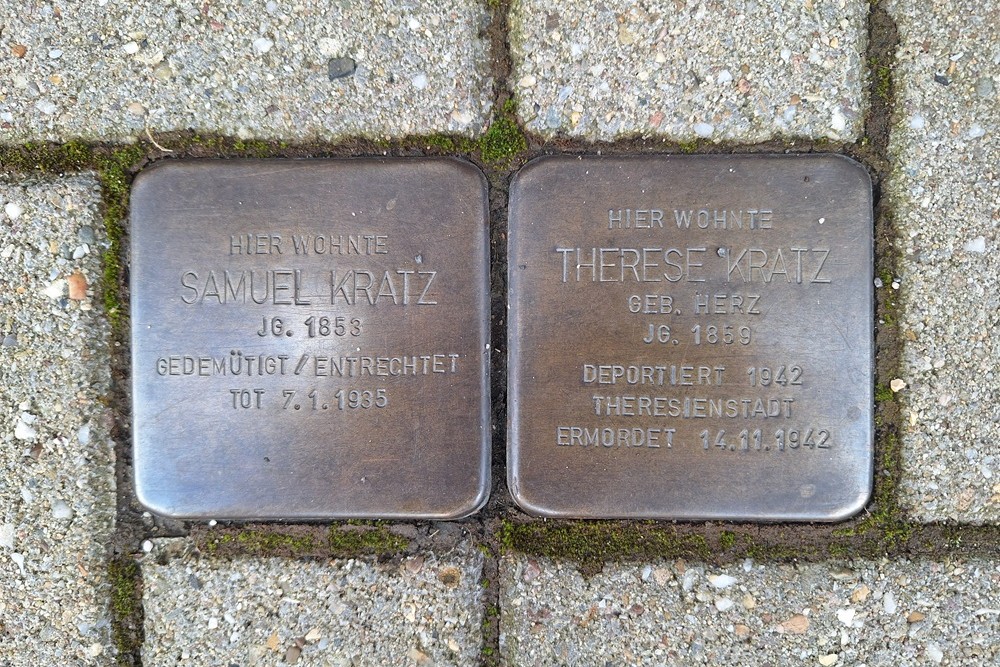 HIER WOHNTE
SAMUEL KRATZ
JG. 1853
GEDEMÜTIGT/ENTRECHTET
TOT 7.1.1935
HIER WOHNTE
THERESE KRATZ
GEB. HERZ
JG. 1859
DEPORTIERT 1942
THERESIENSTADT
ERMORDET 14.11.1942